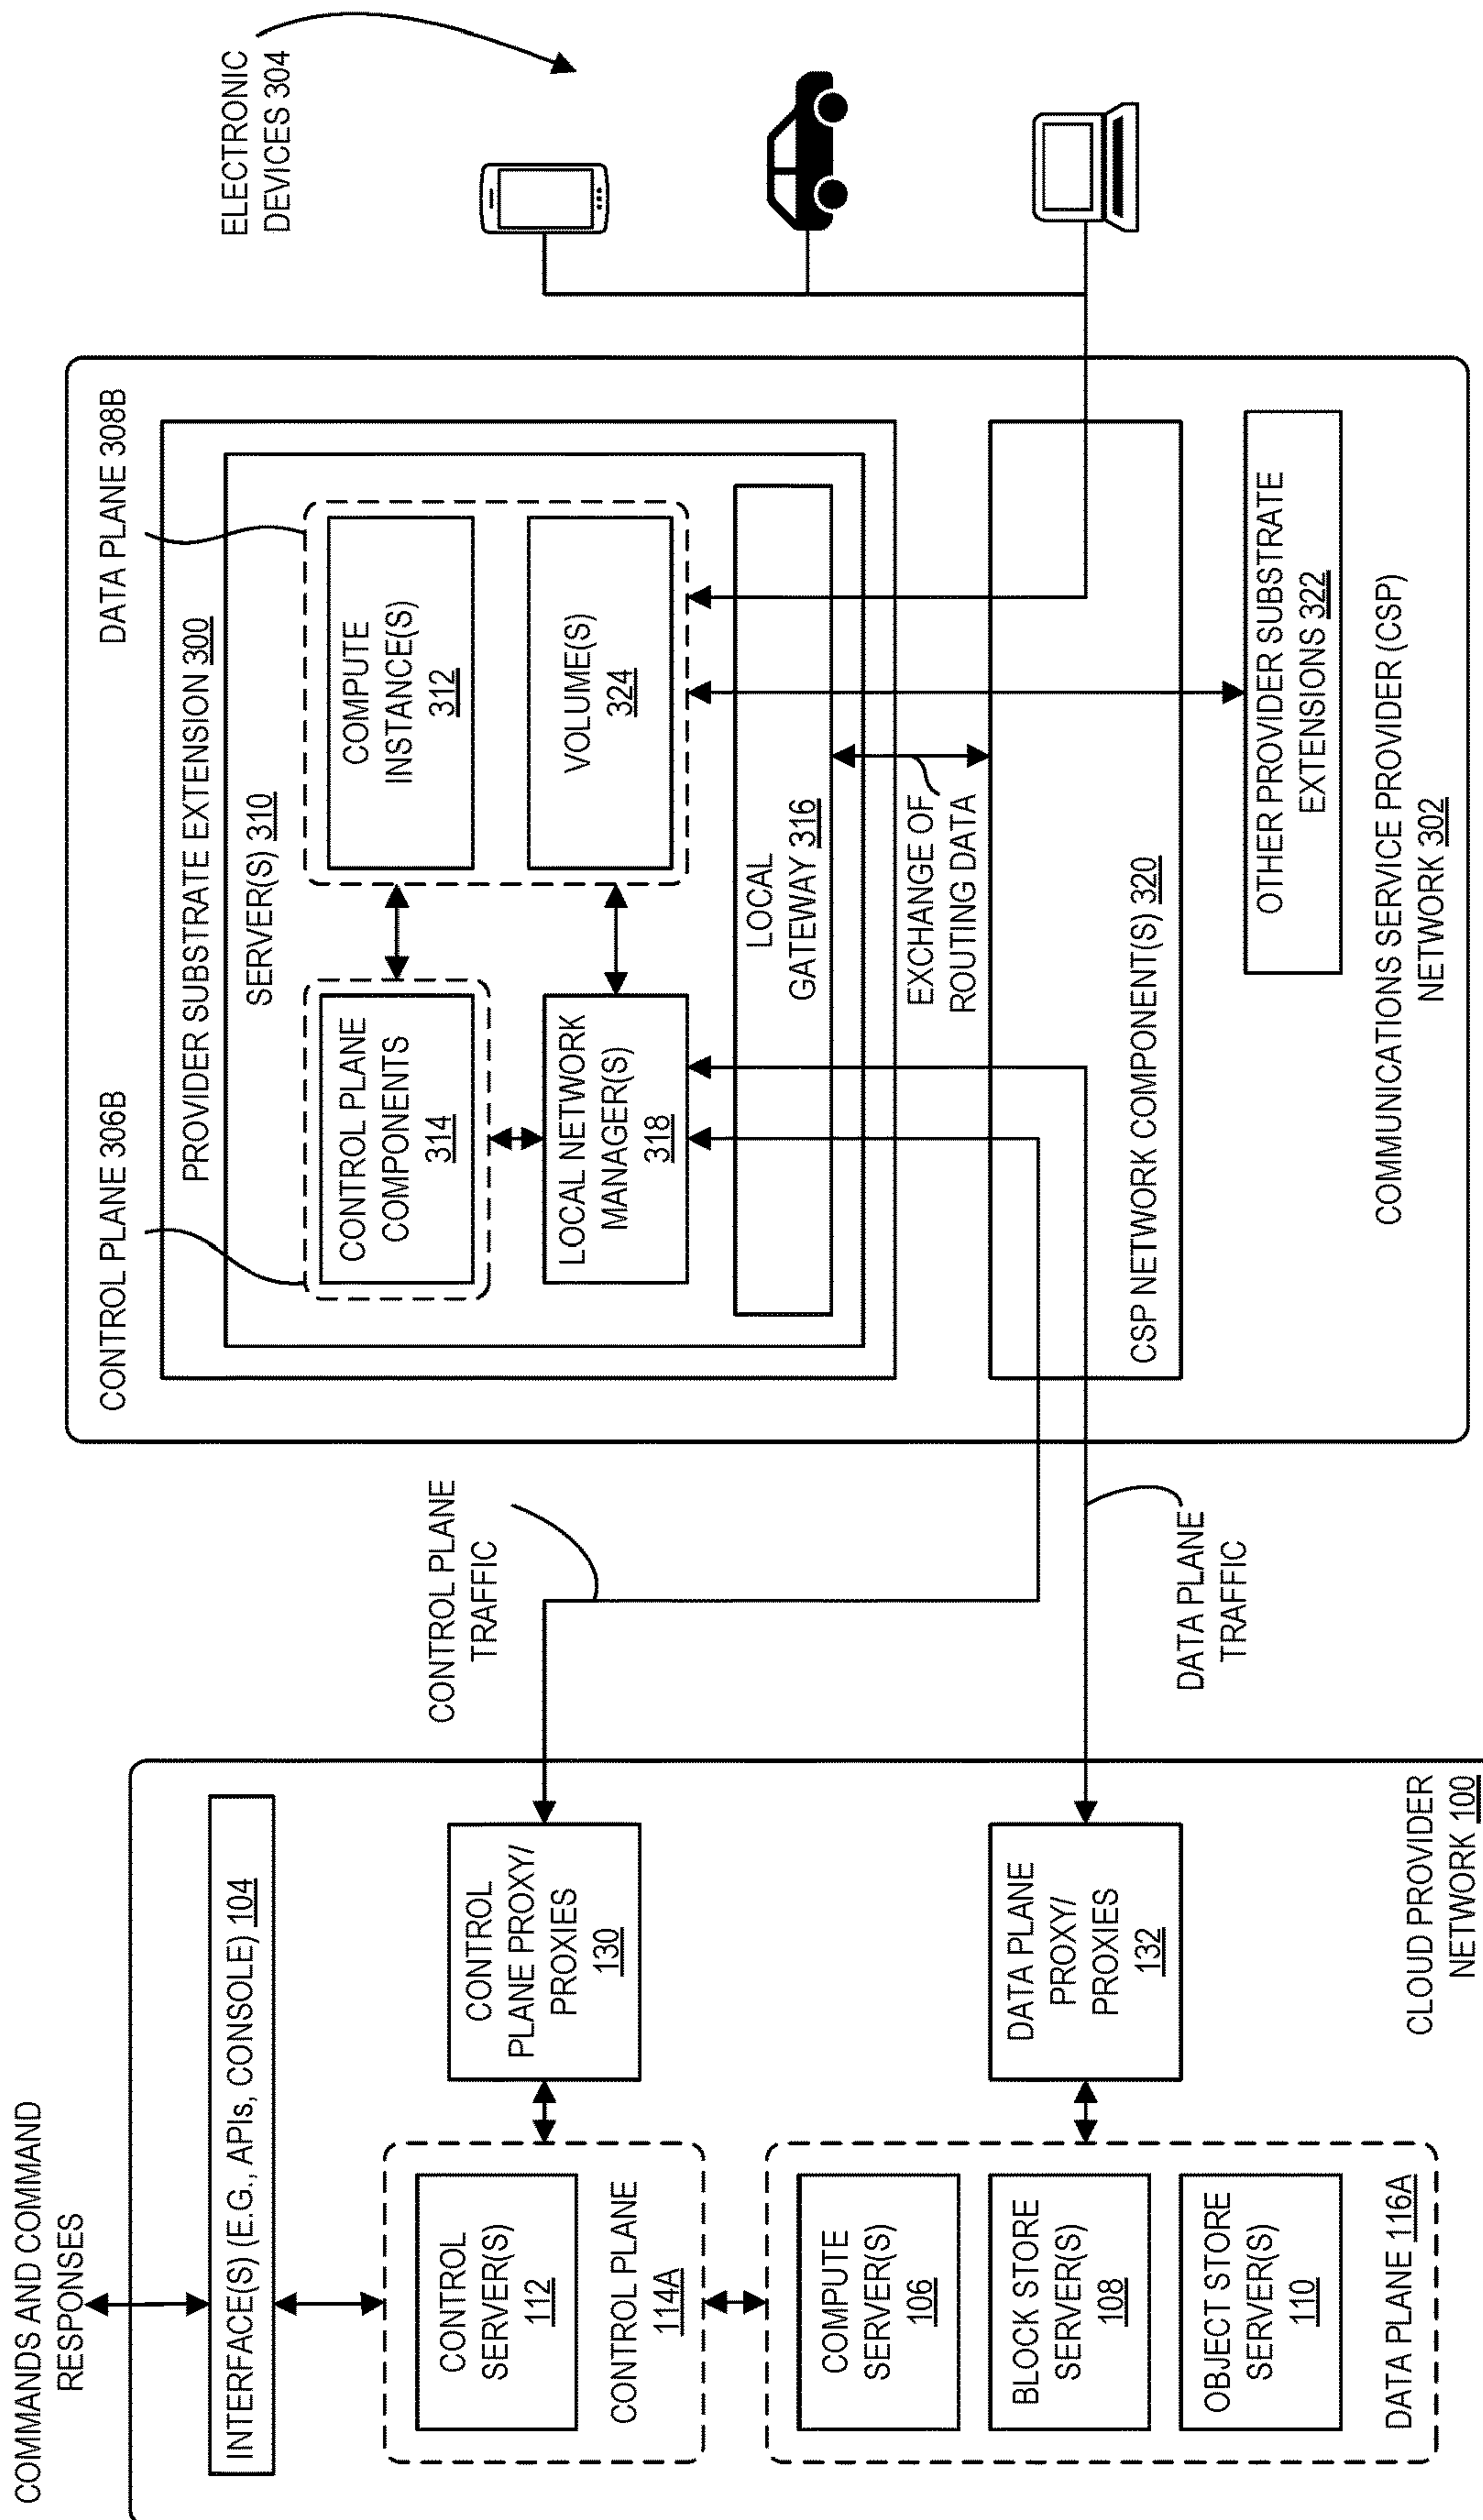 COMMANDS AND COMMAND
RESPONSES
INTERFACE(S) (E.G., APIs, CONSOLE) 104
CONTROL
SERVER(S)
112
CONTROL PLANE
114A
CONTROL
PLANE PROXY/
PROXIES
130
COMPUTE
SERVER(S)
106
BLOCK STORE
SERVER(S)
108
OBJECT STORE
SERVER(S)
110
DATA PLANE 116A
DATA PLANE
PROXY/
PROXIES
132
CLOUD PROVIDER
NETWORK 100
CONTROL PLANE
TRAFFIC
DATA PLANE
TRAFFIC
CONTROL PLANE 306B
DATA PLANE 308B
PROVIDER SUBSTRATE EXTENSION 300
SERVER(S) 310
CONTROL PLANE
COMPONENTS
314
COMPUTE
INSTANCE(S)
312
LOCAL NETWORK
MANAGER(S)
318
VOLUME(S)
324
LOCAL
GATEWAY 316
EXCHANGE OF
ROUTING DATA
CSP NETWORK COMPONENT(S) 320
OTHER PROVIDER SUBSTRATE
EXTENSIONS 322
COMMUNICATIONS SERVICE PROVIDER (CSP)
NETWORK 302
ELECTRONIC
DEVICES 304